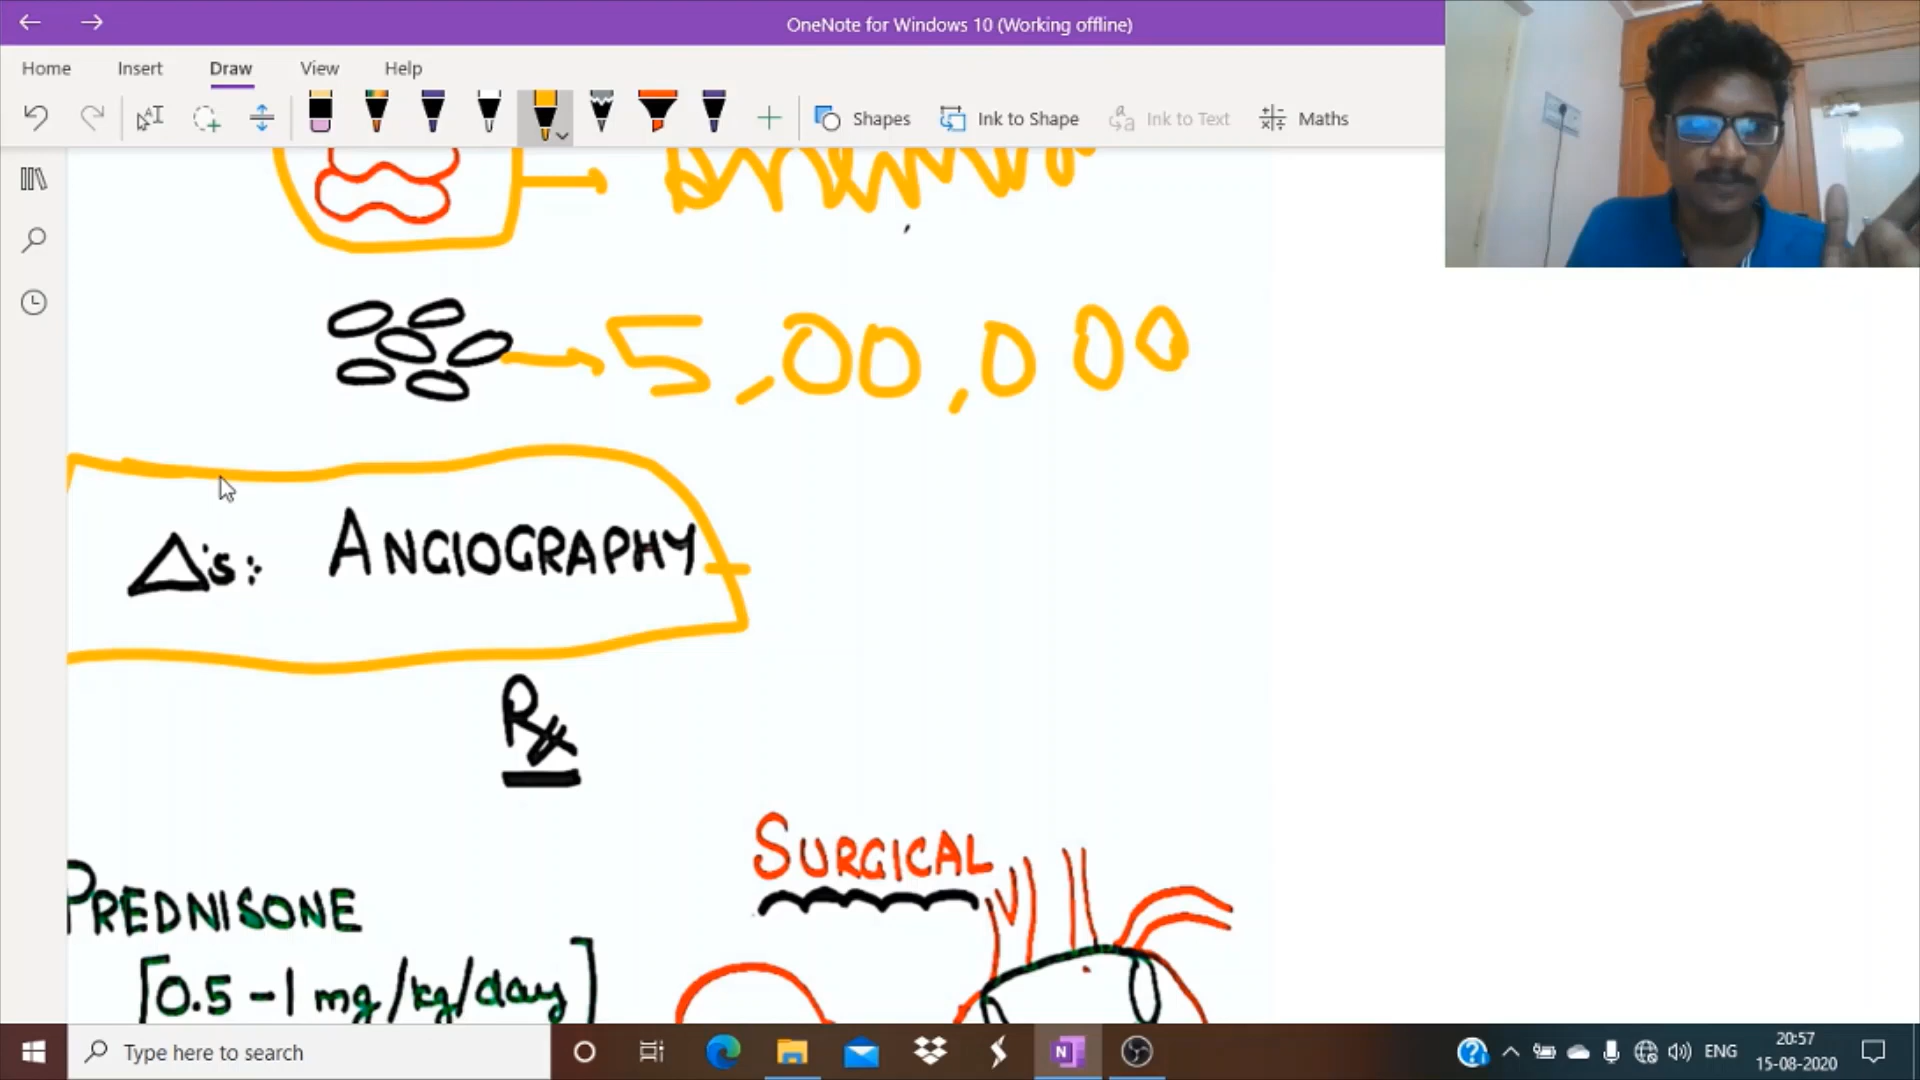 OneNote for Windows 10 (Working offline)
Home Insert Draw View Help
Shapes Ink to Shape Ink to Text Maths
5,00,000
Δ's: ANGIOGRAPHY
Rx
SURGICAL
PREDNISONE
[0.5-1 mg/kg/day]
Type here to search
ENG
20:57
15-08-2020